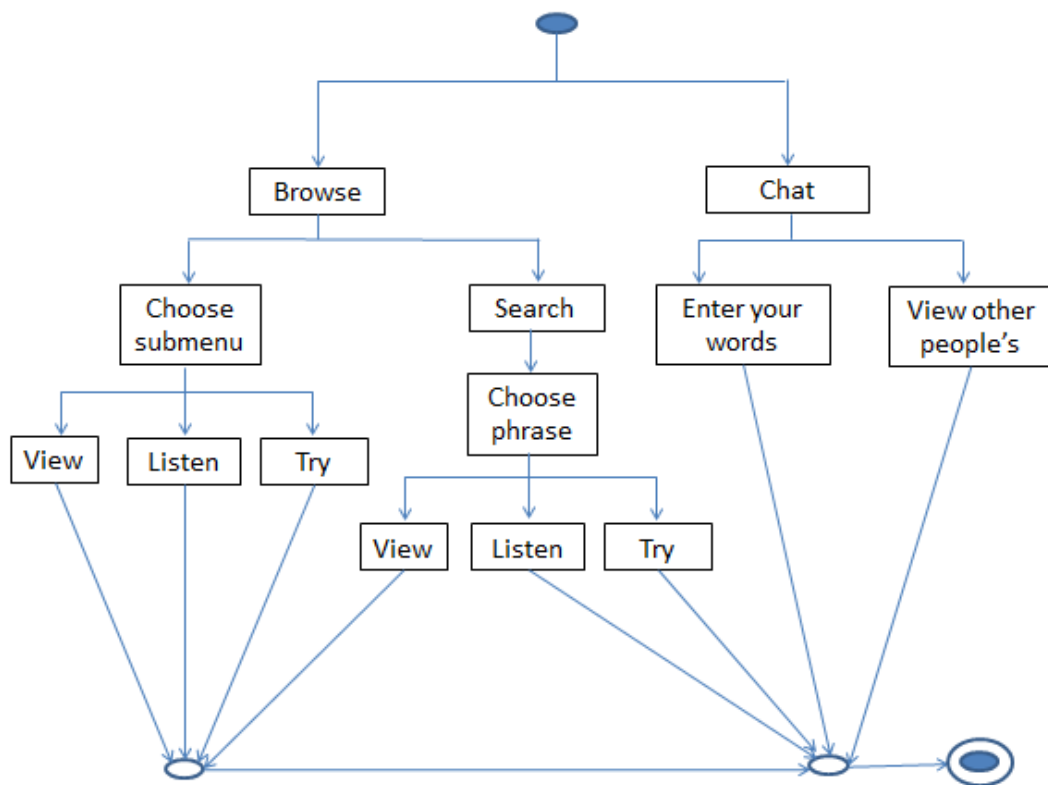 Browse
Chat
Choose
submenu
Search
Enter your
words
View other
people's
Choose
phrase
View
Listen
Try
View
Listen
Try